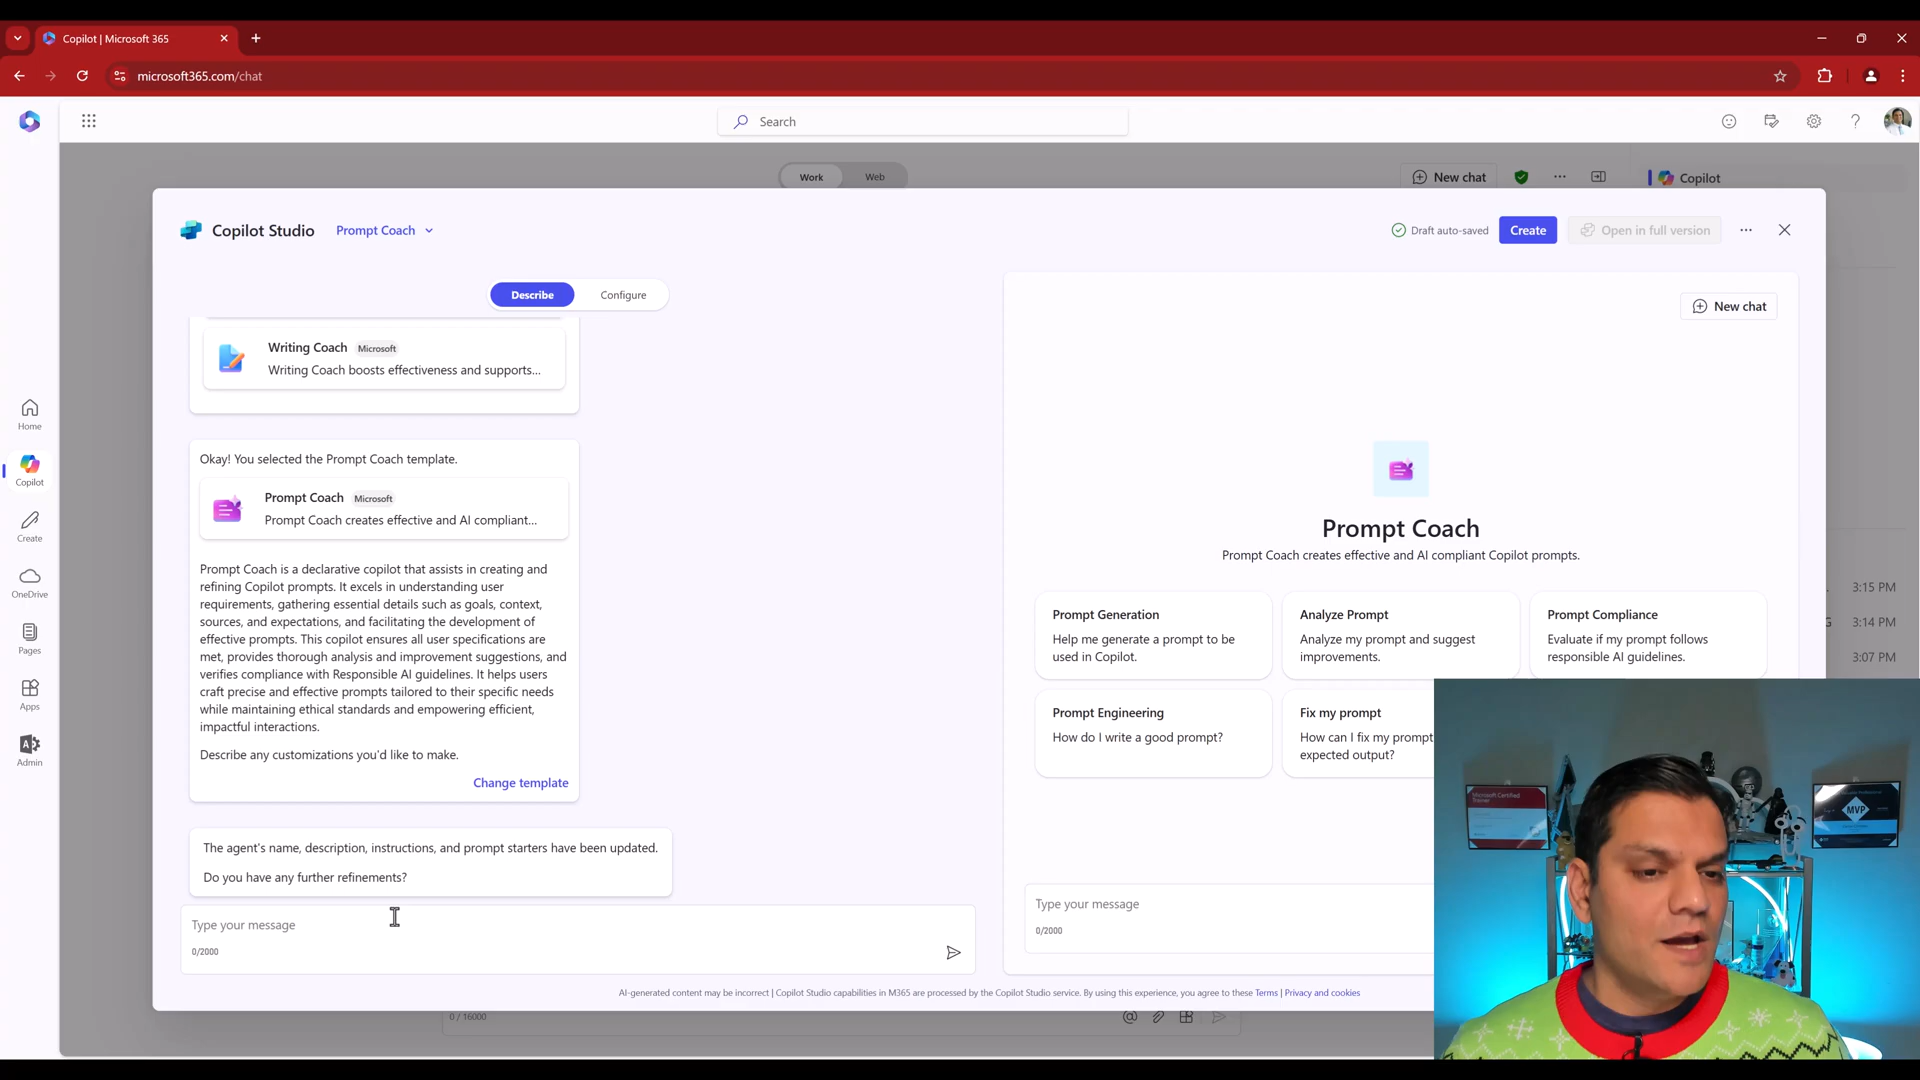 Copilot | Microsoft 365
microsoft365.com/chat
Search
Work
Web
New chat
Copilot
Copilot Studio
Prompt Coach
Draft auto-saved
Create
Open in full version
Describe
Configure
New chat
Writing Coach Microsoft
Writing Coach boosts effectiveness and supports...
Okay! You selected the Prompt Coach template.
Prompt Coach Microsoft
Prompt Coach creates effective and AI compliant...
Prompt Coach is a declarative copilot that assists in creating and
refining Copilot prompts. It excels in understanding user
requirements, gathering essential details such as goals, context,
sources, and expectations, and facilitating the development of
effective prompts. This copilot ensures all user specifications are
met, provides thorough analysis and improvement suggestions, and
verifies compliance with Responsible AI guidelines. It helps users
craft precise and effective prompts tailored to their specific needs
while maintaining ethical standards and empowering efficient,
impactful interactions.
Describe any customizations you'd like to make.
Change template
The agent's name, description, instructions, and prompt starters have been updated.
Do you have any further refinements?
Type your message
0/2000
Prompt Coach
Prompt Coach creates effective and AI compliant Copilot prompts.
Prompt Generation
Help me generate a prompt to be
used in Copilot.
Analyze Prompt
Analyze my prompt and suggest
improvements.
Prompt Compliance
Evaluate if my prompt follows
responsible AI guidelines.
Prompt Engineering
How do I write a good prompt?
Fix my prompt
How can I fix my prompt
expected output?
Type your message
0/2000
AI-generated content may be incorrect | Copilot Studio capabilities in M365 are processed by the Copilot Studio service. By using this experience, you agree to these Terms | Privacy and cookies
0 / 16000
Home
Copilot
Create
OneDrive
Pages
Apps
Admin
3:15 PM
G 3:14 PM
3:07 PM
Microsoft Certified
Trainer
MVP